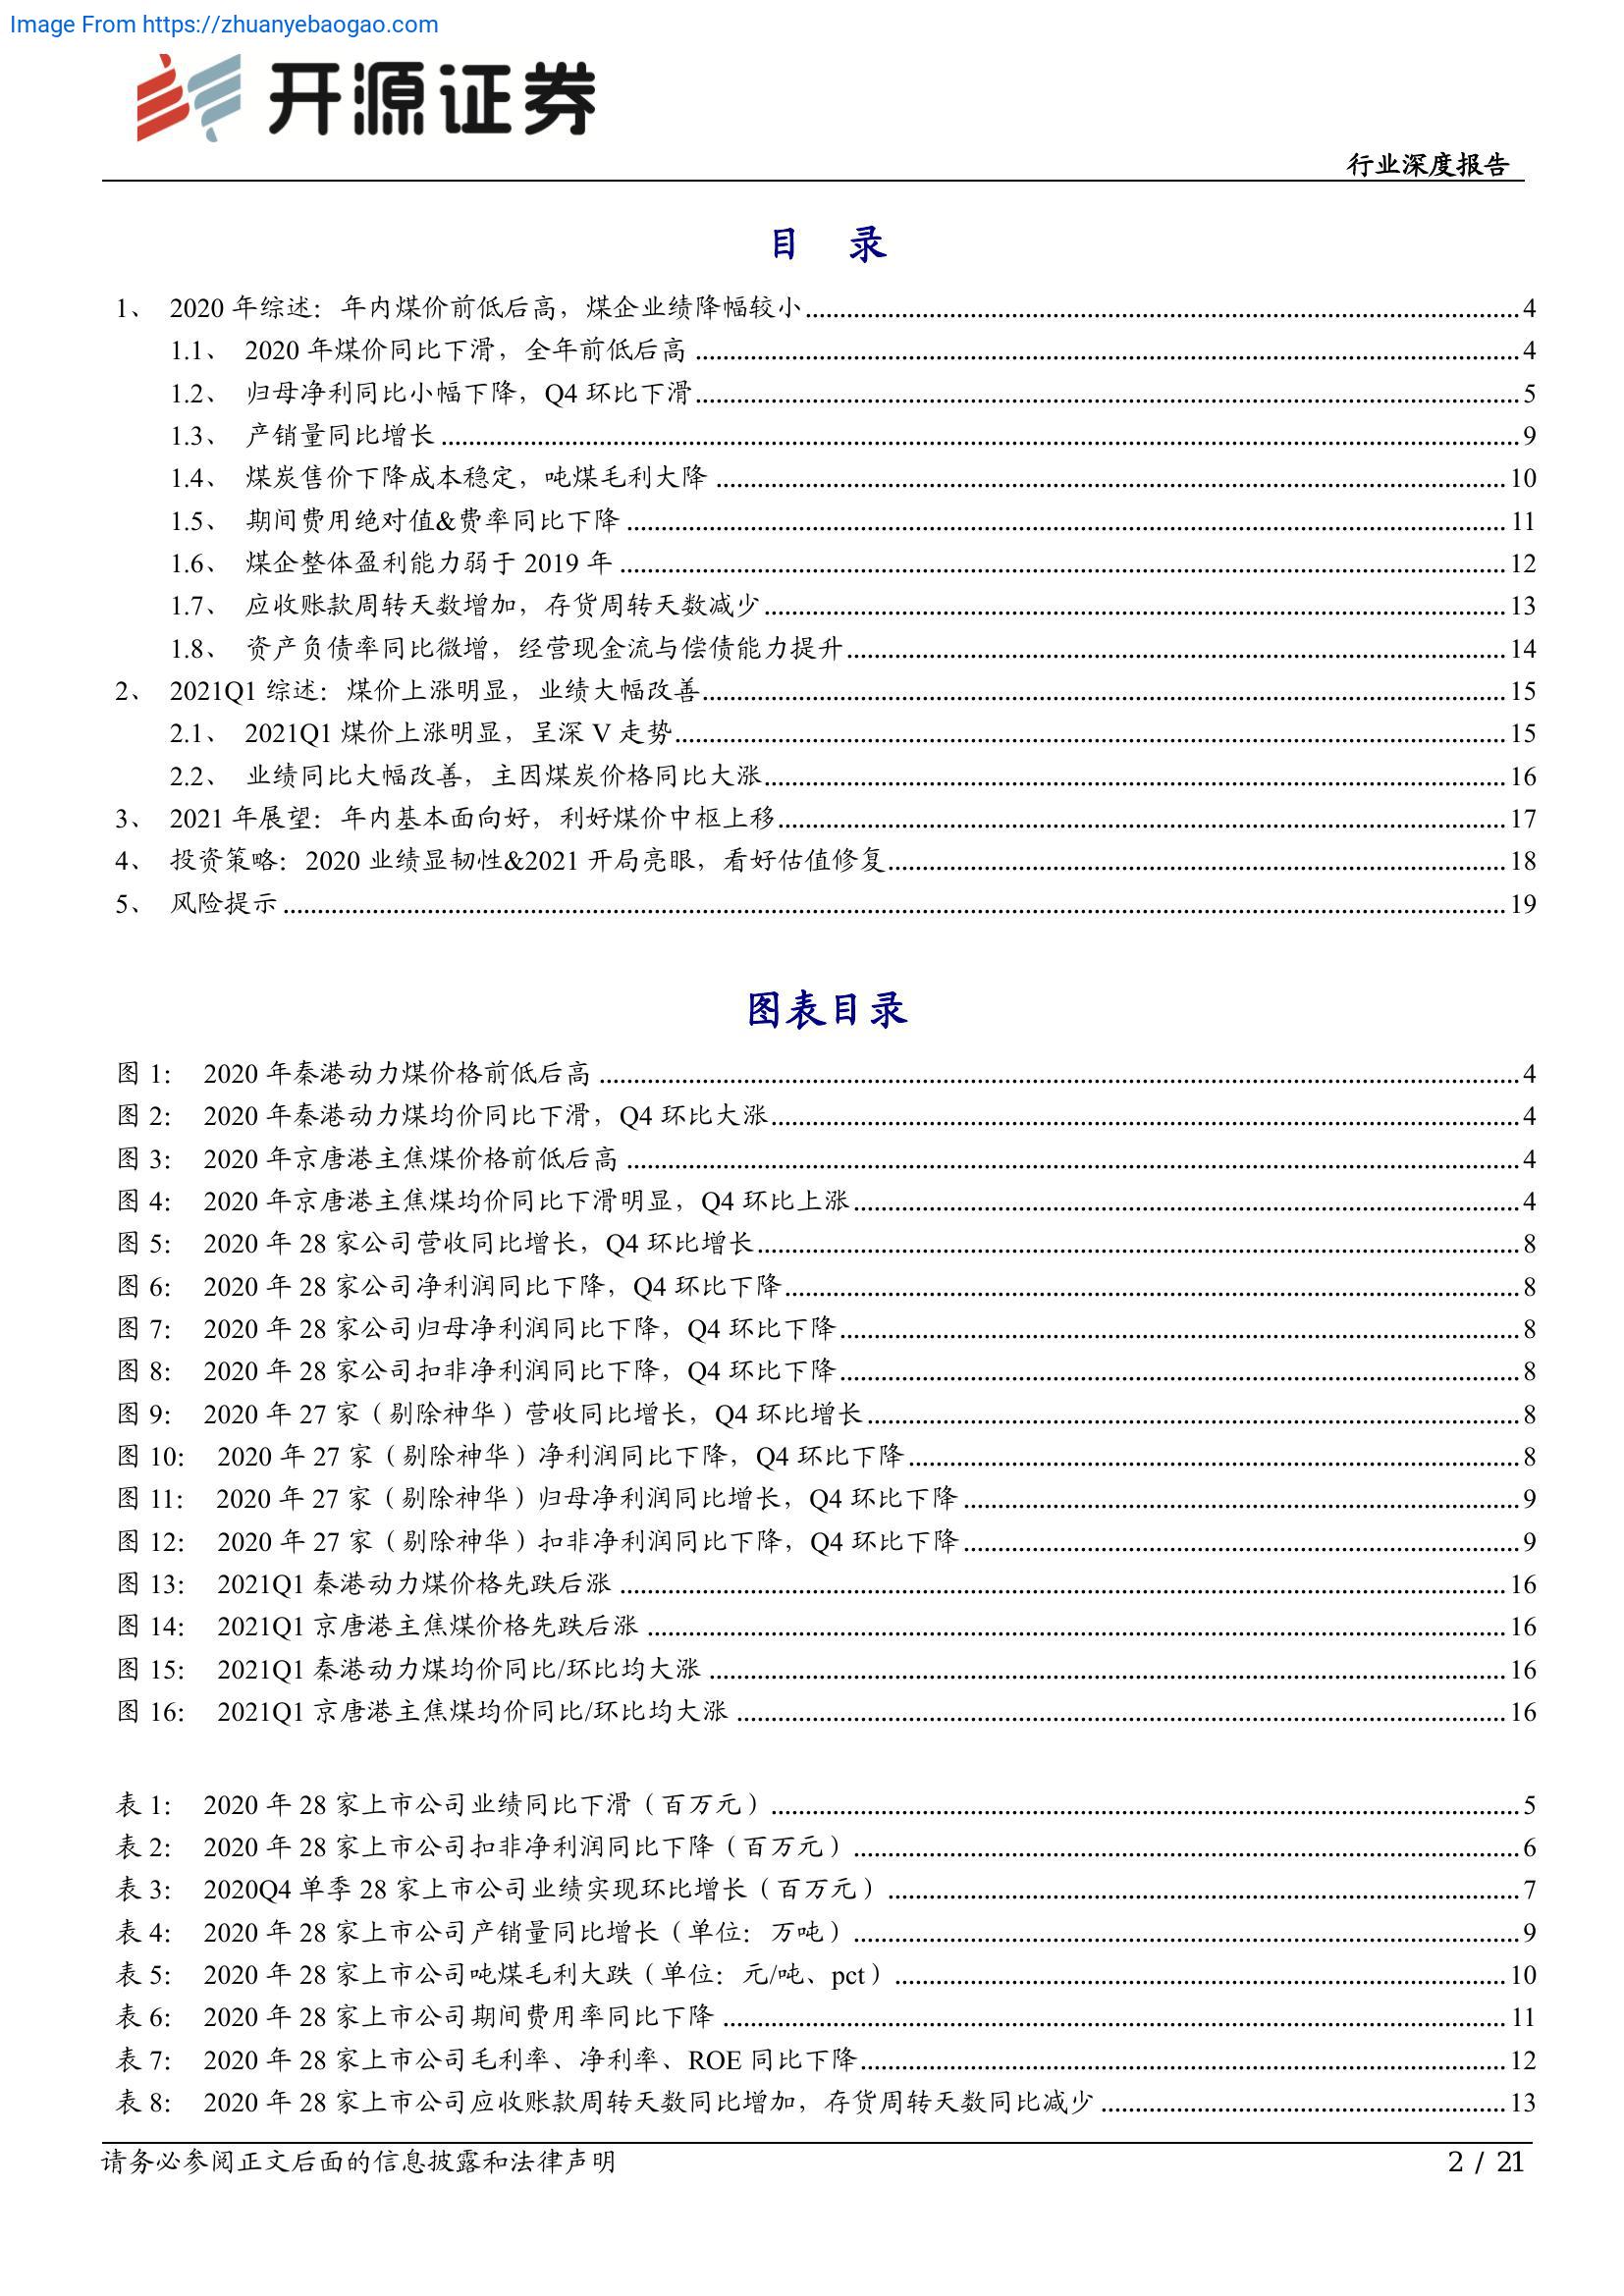 Image From https://zhuanyebaogao.com
开源证券
行业深度报告
目 录
1、 2020 年综述：年内煤价前低后高，煤企业绩降幅较小 4
1.1、 2020 年煤价同比下滑，全年前低后高 4
1.2、 归母净利同比小幅下降，Q4 环比下滑 5
1.3、 产销量同比增长 9
1.4、 煤炭售价下降成本稳定，吨煤毛利大降 10
1.5、 期间费用绝对值&费率同比下降 11
1.6、 煤企整体盈利能力弱于 2019 年 12
1.7、 应收账款周转天数增加，存货周转天数减少 13
1.8、 资产负债率同比微增，经营现金流与偿债能力提升 14
2、 2021Q1 综述：煤价上涨明显，业绩大幅改善 15
2.1、 2021Q1 煤价上涨明显，呈深 V 走势 15
2.2、 业绩同比大幅改善，主因煤炭价格同比大涨 16
3、 2021 年展望：年内基本面向好，利好煤价中枢上移 17
4、 投资策略：2020 业绩显韧性&2021 开局亮眼，看好估值修复 18
5、 风险提示 19
图表目录
图 1： 2020 年秦港动力煤价格前低后高 4
图 2： 2020 年秦港动力煤均价同比下滑，Q4 环比大涨 4
图 3： 2020 年京唐港主焦煤价格前低后高 4
图 4： 2020 年京唐港主焦煤均价同比下滑明显，Q4 环比上涨 4
图 5： 2020 年 28 家公司营收同比增长，Q4 环比增长 8
图 6： 2020 年 28 家公司净利润同比下降，Q4 环比下降 8
图 7： 2020 年 28 家公司归母净利润同比下降，Q4 环比下降 8
图 8： 2020 年 28 家公司扣非净利润同比下降，Q4 环比下降 8
图 9： 2020 年 27 家（剔除神华）营收同比增长，Q4 环比增长 8
图 10： 2020 年 27 家（剔除神华）净利润同比下降，Q4 环比下降 8
图 11： 2020 年 27 家（剔除神华）归母净利润同比增长，Q4 环比下降 9
图 12： 2020 年 27 家（剔除神华）扣非净利润同比下降，Q4 环比下降 9
图 13： 2021Q1 秦港动力煤价格先跌后涨 16
图 14： 2021Q1 京唐港主焦煤价格先跌后涨 16
图 15： 2021Q1 秦港动力煤均价同比/环比均大涨 16
图 16： 2021Q1 京唐港主焦煤均价同比/环比均大涨 16
表 1： 2020 年 28 家上市公司业绩同比下滑（百万元） 5
表 2： 2020 年 28 家上市公司扣非净利润同比下降（百万元） 6
表 3： 2020Q4 单季 28 家上市公司业绩实现环比增长（百万元） 7
表 4： 2020 年 28 家上市公司产销量同比增长（单位：万吨） 9
表 5： 2020 年 28 家上市公司吨煤毛利大跌（单位：元/吨、pct） 10
表 6： 2020 年 28 家上市公司期间费用率同比下降 11
表 7： 2020 年 28 家上市公司毛利率、净利率、ROE 同比下降 12
表 8： 2020 年 28 家上市公司应收账款周转天数同比增加，存货周转天数同比减少 13
请务必参阅正文后面的信息披露和法律声明
2 / 21